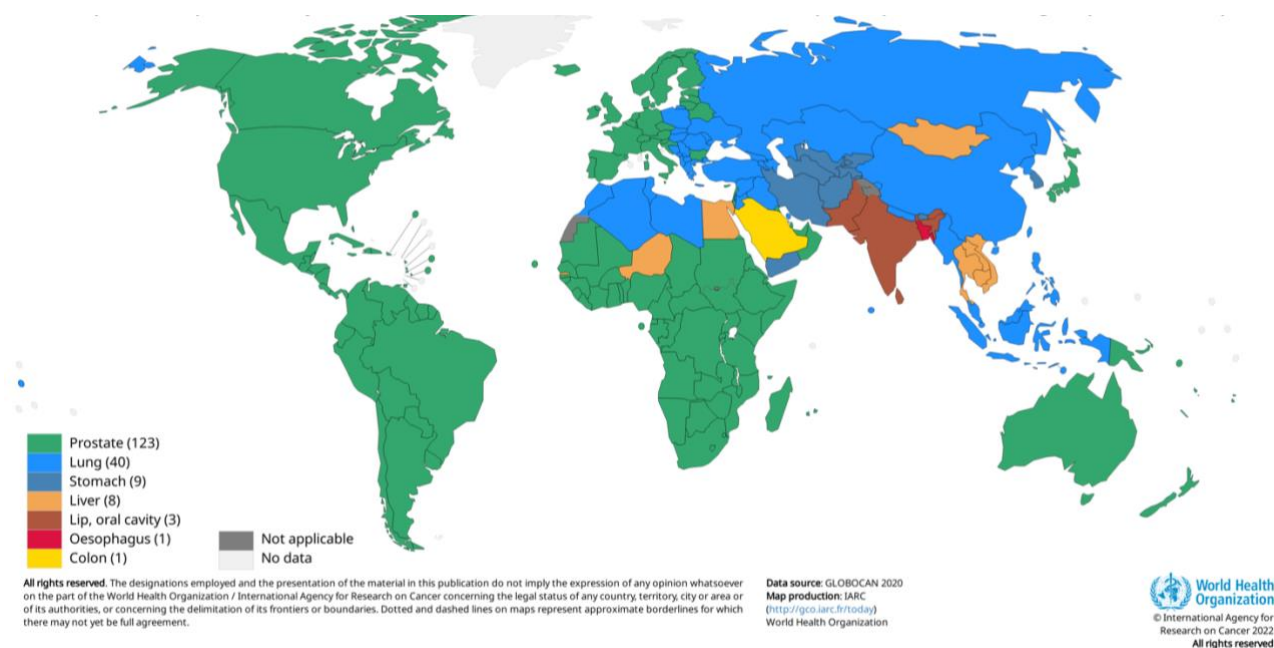 Prostate (123)
Lung (40)
Stomach (9)
Liver (8)
Lip, oral cavity (3)
Oesophagus (1)
Colon (1)
Not applicable
No data
All rights reserved. The designations employed and the presentation of the material in this publication do not imply the expression of any opinion whatsoever
on the part of the World Health Organization / International Agency for Research on Cancer concerning the legal status of any country, territory, city or area or
of its authorities, or concerning the delimitation of its frontiers or boundaries. Dotted and dashed lines on maps represent approximate borderlines for which
there may not yet be full agreement.
Data source: GLOBOCAN 2020
Map production: IARC
(http://gco.iarc.fr/today)
World Health Organization
World Health
Organization
© International Agency for
Research on Cancer 2022
All rights reserved